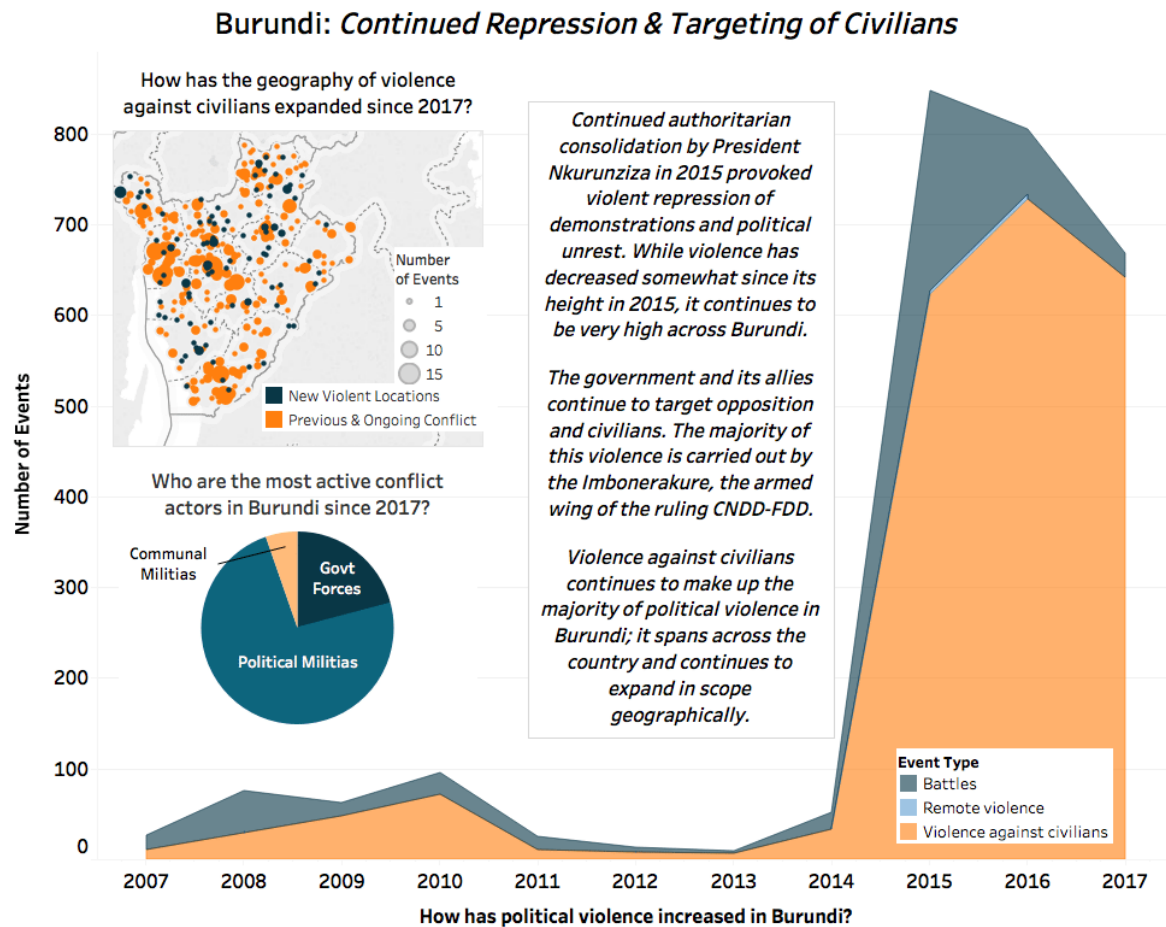 Burundi: Continued Repression & Targeting of Civilians
How has the geography of violence
against civilians expanded since 2017?
Number
of Events
1
5
10
15
New Violent Locations
Previous & Ongoing Conflict
Who are the most active conflict
actors in Burundi since 2017?
Communal
Militias
Govt
Forces
Political Militias
Continued authoritarian
consolidation by President
Nkurunziza in 2015 provoked
violent repression of
demonstrations and political
unrest. While violence has
decreased somewhat since its
height in 2015, it continues to
be very high across Burundi.
The government and its allies
continue to target opposition
and civilians. The majority of
this violence is carried out by
the Imbonerakure, the armed
wing of the ruling CNDD-FDD.
Violence against civilians
continues to make up the
majority of political violence in
Burundi; it spans across the
country and continues to
expand in scope
geographically.
Number of Events
800
700
600
500
400
300
200
100
0
Event Type
Battles
Remote violence
Violence against civilians
2007 2008 2009 2010 2011 2012 2013 2014 2015 2016 2017
How has political violence increased in Burundi?